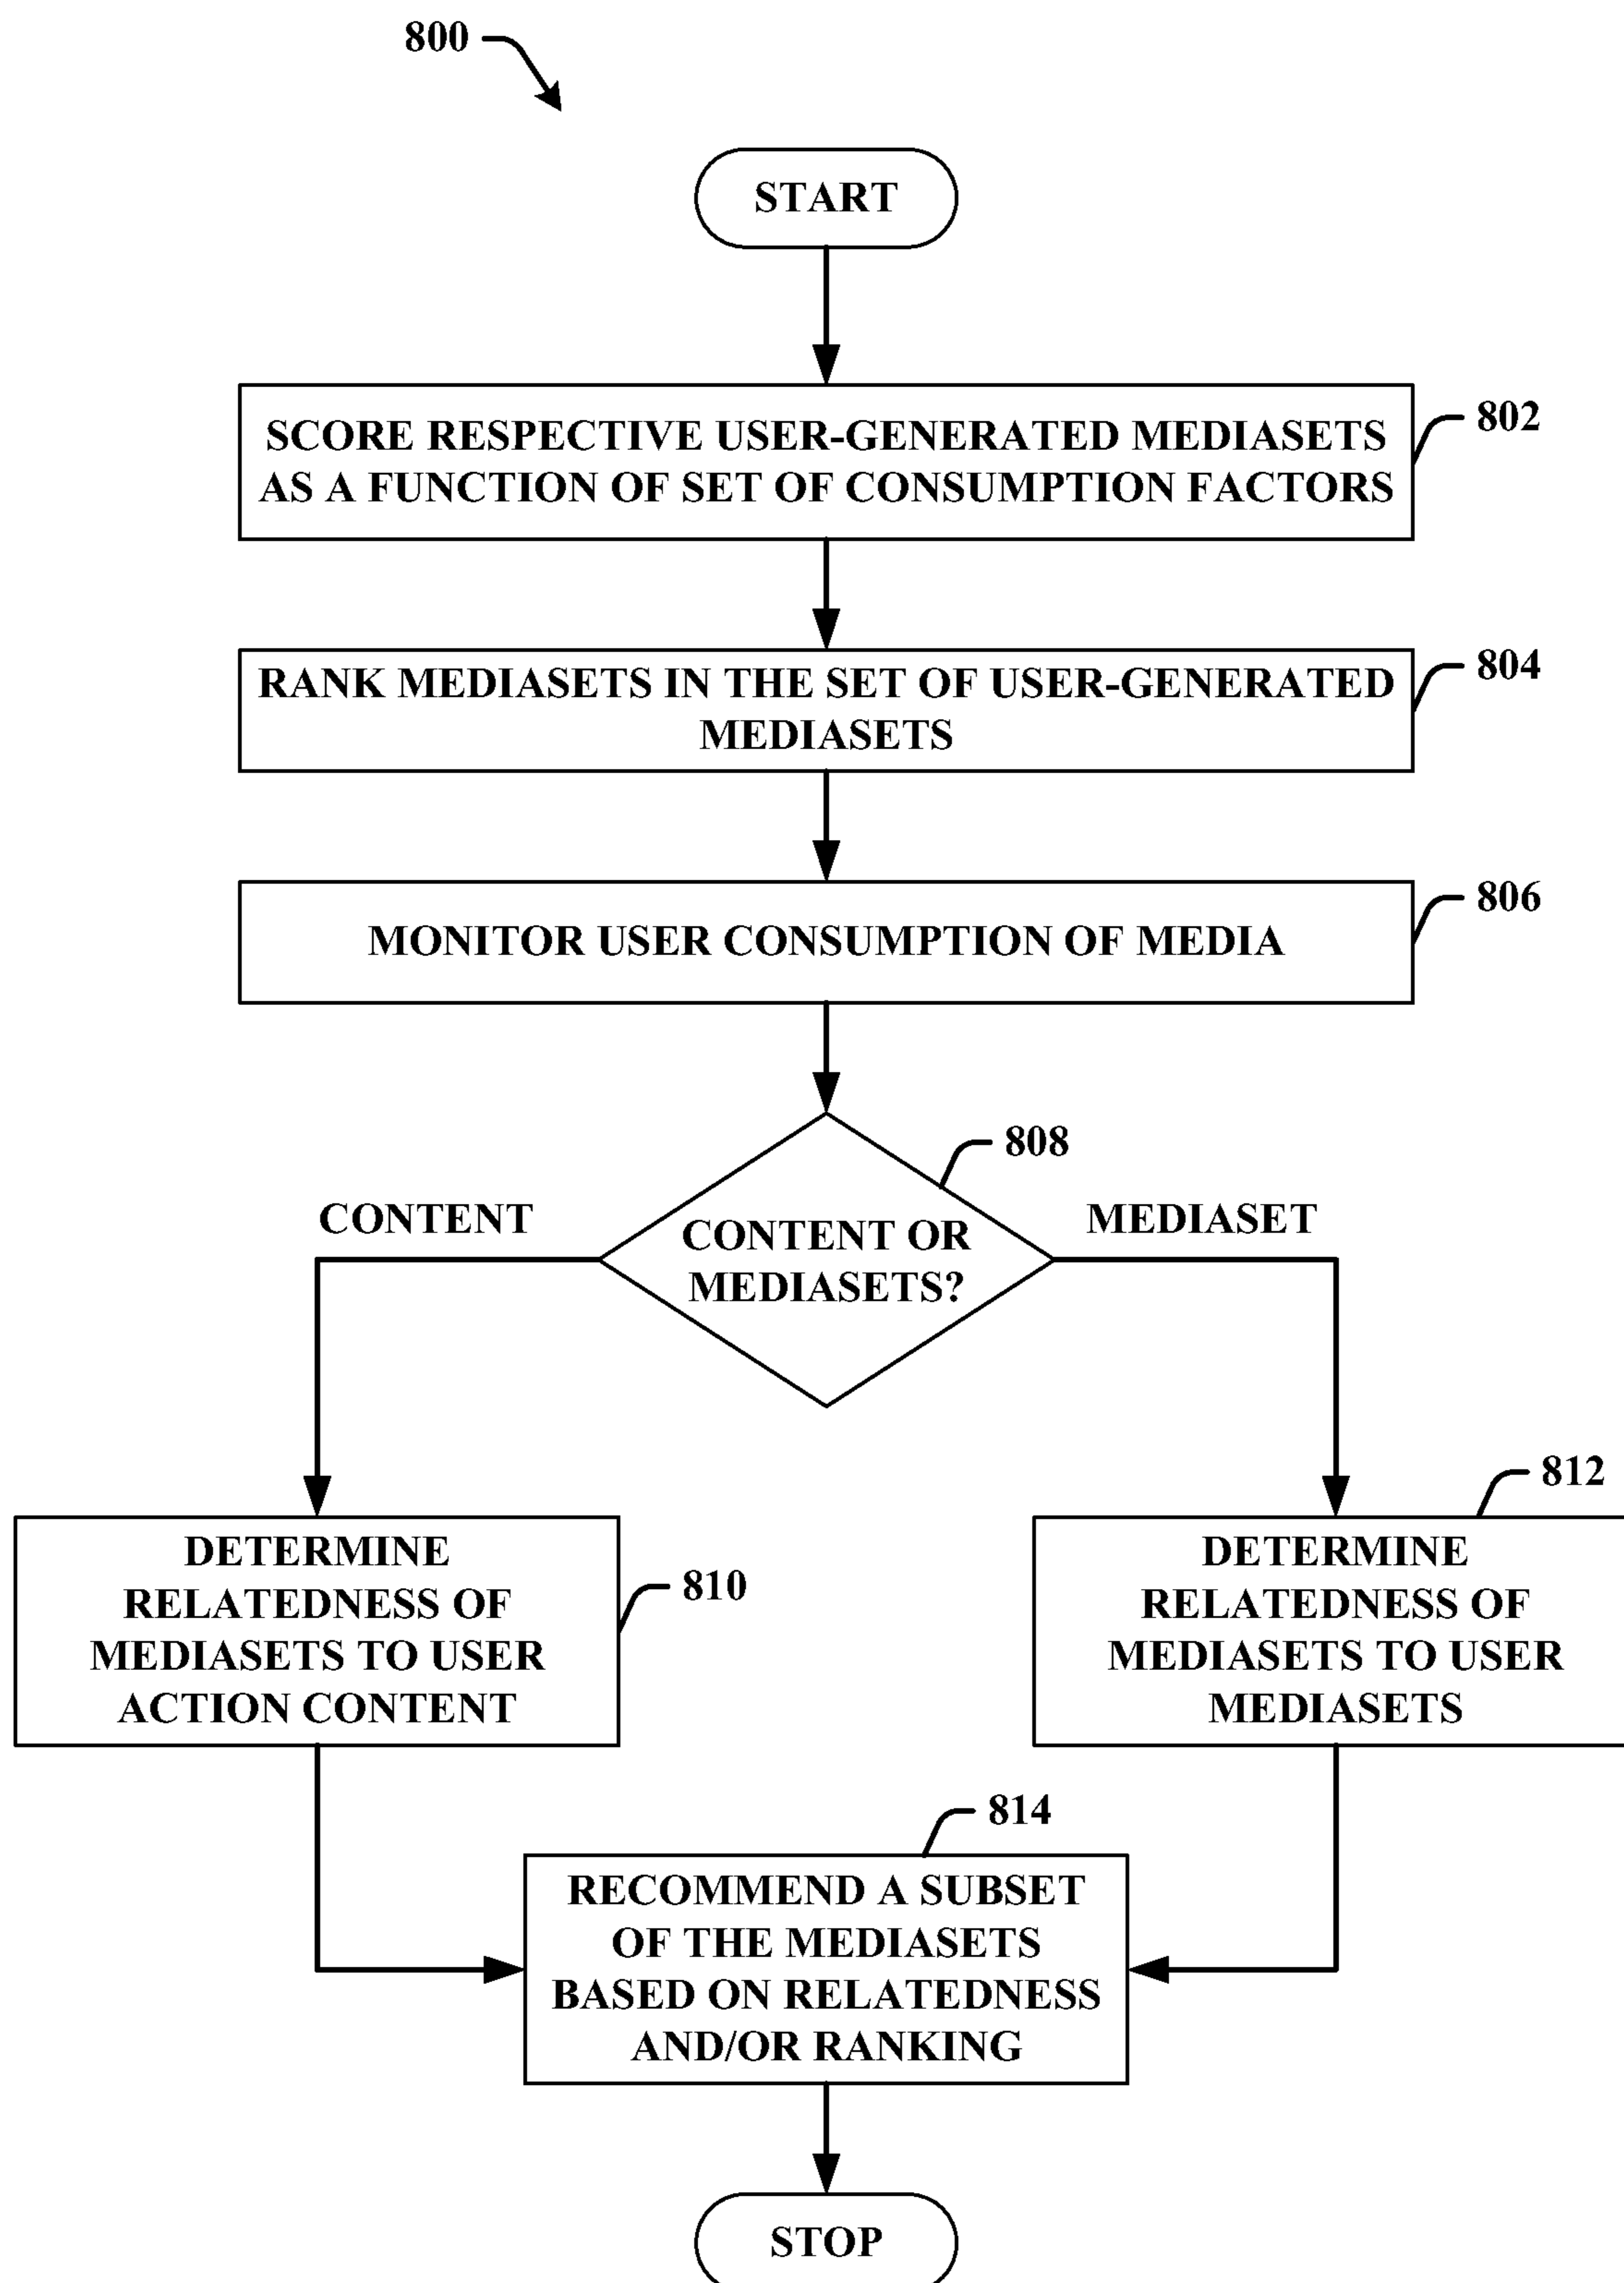 800
START
SCORE RESPECTIVE USER-GENERATED MEDIASETS
AS A FUNCTION OF SET OF CONSUMPTION FACTORS
802
RANK MEDIASETS IN THE SET OF USER-GENERATED
MEDIASETS
804
MONITOR USER CONSUMPTION OF MEDIA
806
808
CONTENT
CONTENT OR
MEDIASETS?
MEDIASET
DETERMINE
RELATEDNESS OF
MEDIASETS TO USER
ACTION CONTENT
810
812
DETERMINE
RELATEDNESS OF
MEDIASETS TO USER
MEDIASETS
814
RECOMMEND A SUBSET
OF THE MEDIASETS
BASED ON RELATEDNESS
AND/OR RANKING
STOP